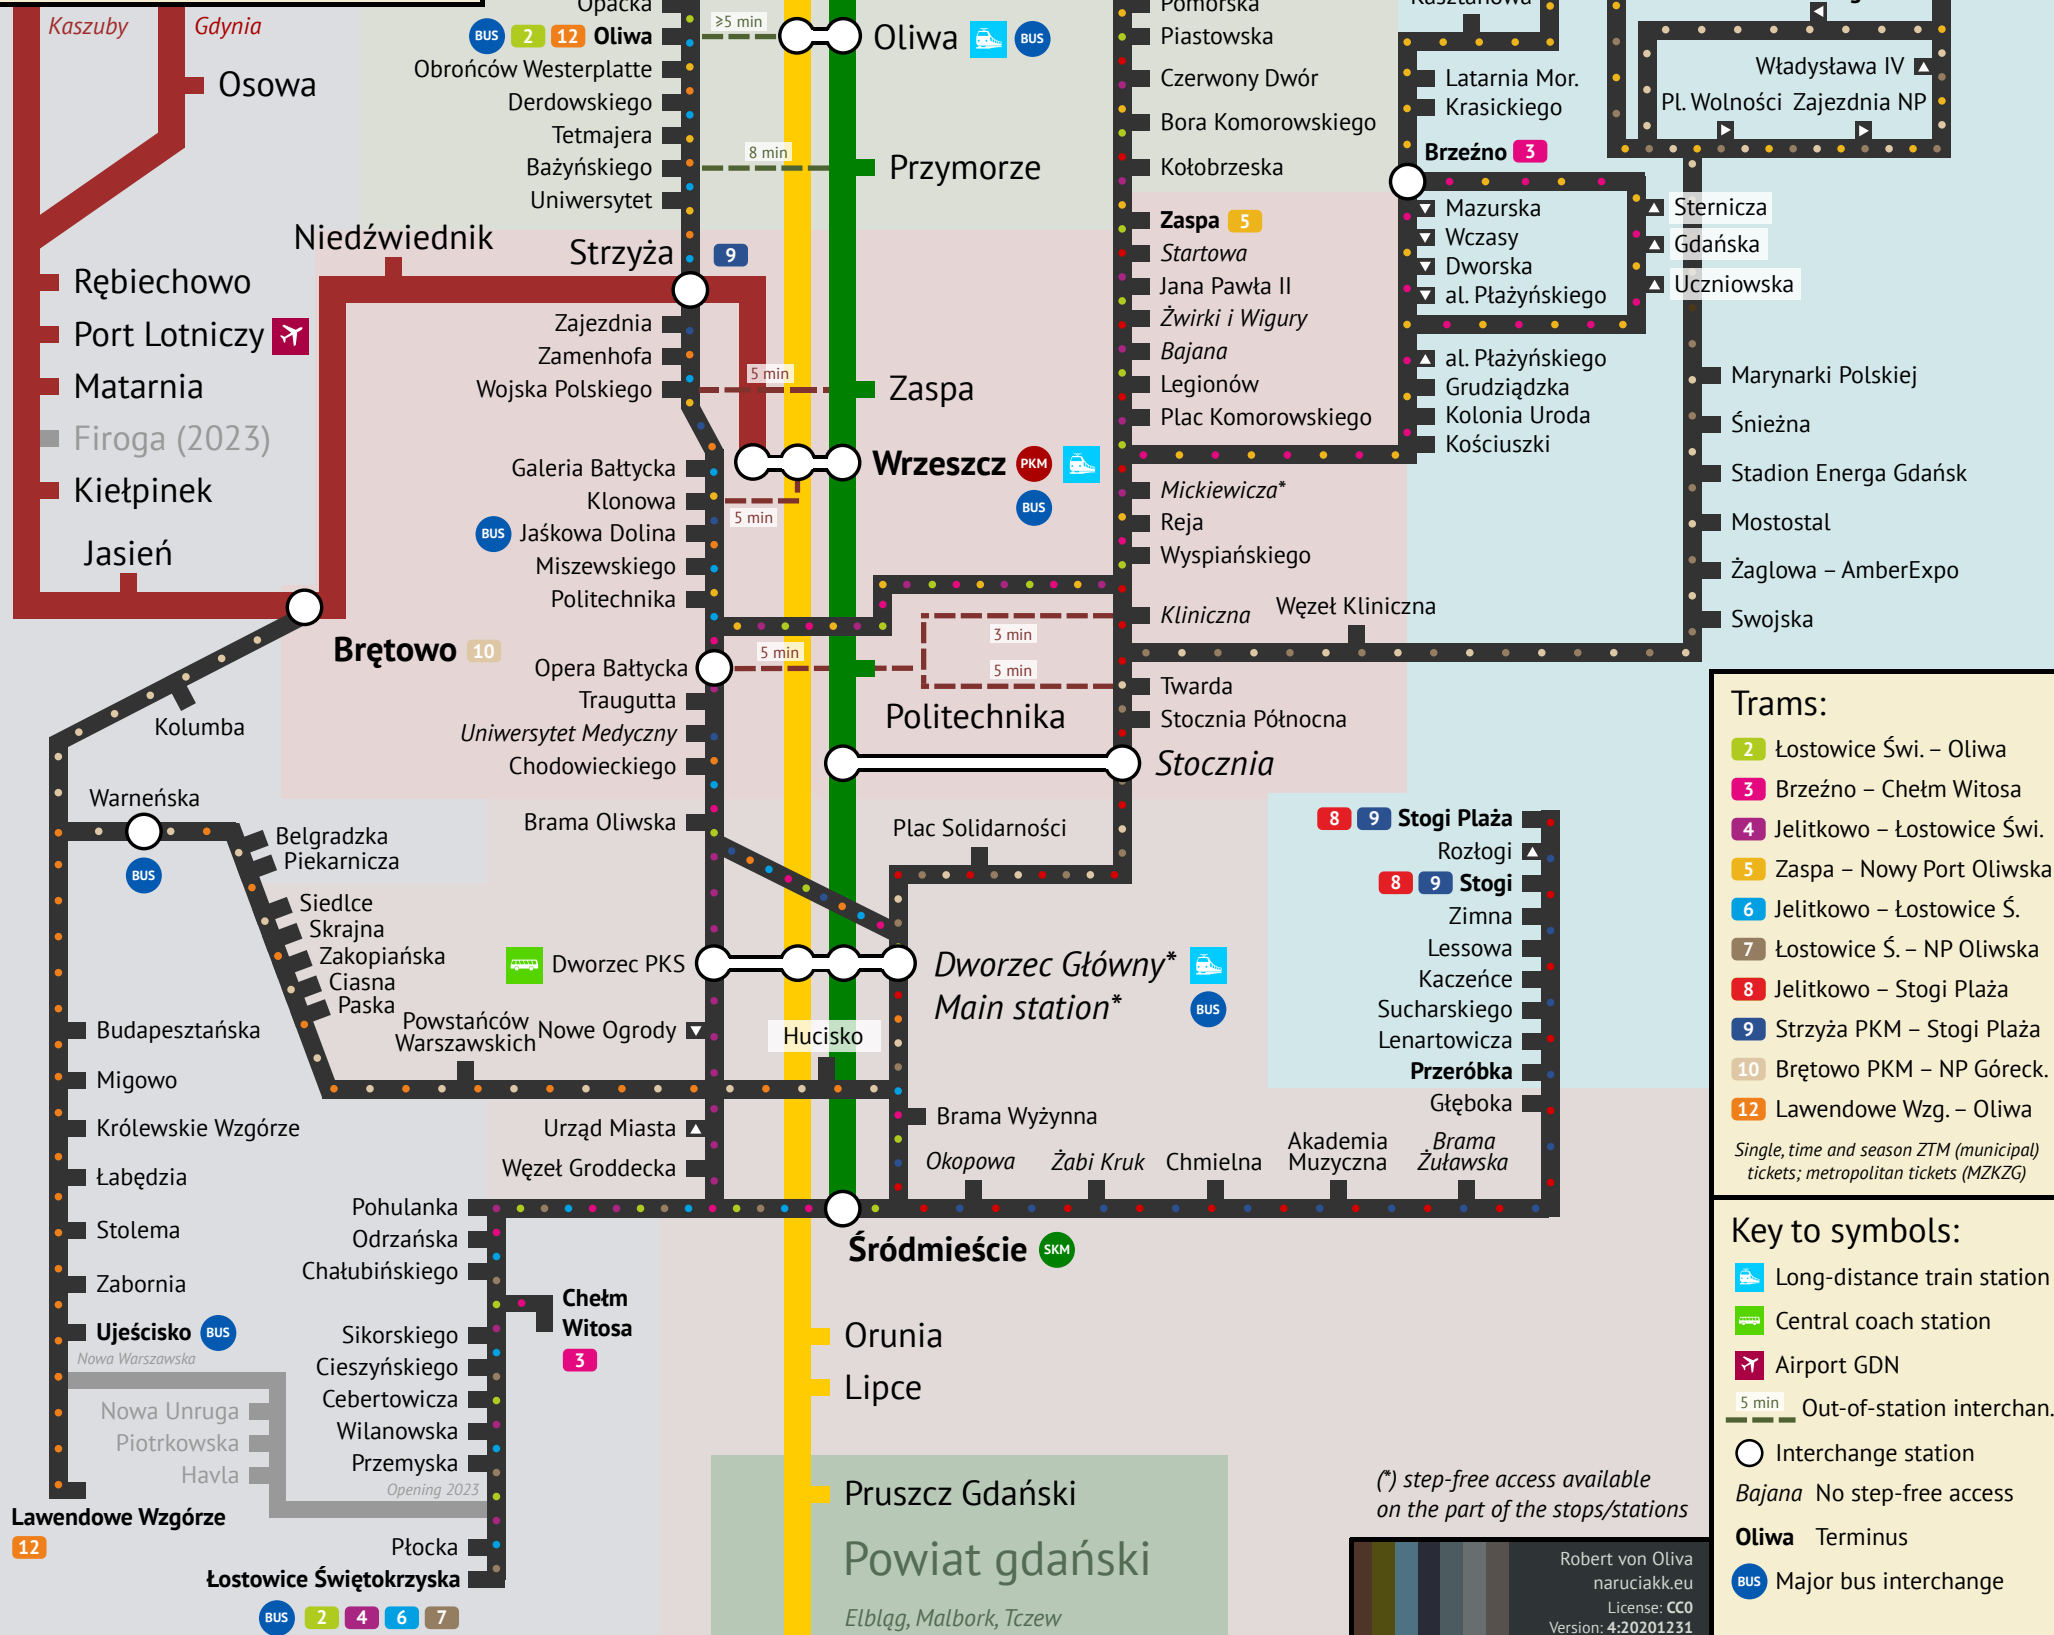 Kaszuby
Gdynia
Osowa
Niedźwiednik
Strzyża
9
Rębiechowo
Port Lotniczy
Matarnia
Firoga (2023)
Kiełpinek
Jasień
Brętowo 10
Kolumba
Warneńska
BUS
Belgradzka
Piekarnicza
Siedlce
Skrajna
Zakopiańska
Ciasna
Paska
Powstańców
Warszawskich
Hucisko
Budapesztańska
Migowo
Królewskie Wzgórze
Łabędzia
Stolema
Zabornia
Ujeścisko BUS
Nowa Warszawska
Nowa Unruga
Piotrkowska
Havla
Opening 2023
Lawendowe Wzgórze
12
Opacka
BUS 2 12 Oliwa
Obrońców Westerplatte
Derdowskiego
Tetmajera
Bażyńskiego
Uniwersytet
Zajezdnia
Zamenhofa
Wojska Polskiego
Galeria Bałtycka
Klonowa
BUS Jaśkowa Dolina
Miszewskiego
Politechnika
Opera Bałtycka
Traugutta
Uniwersytet Medyczny
Chodowieckiego
Brama Oliwska
Dworzec PKS
Nowe Ogrody
Urząd Miasta
Węzeł Groddecka
Pohulanka
Odrzańska
Chałubińskiego
Chełm
Witosa
3
Sikorskiego
Cieszyńskiego
Cebertowicza
Wilanowska
Przemyska
Płocka
Łostowice Świętokrzyska
BUS 2 4 6 7
≥5 min
8 min
5 min
5 min
5 min
3 min
5 min
Oliwa BUS
Przymorze
Zaspa
Wrzeszcz PKM
BUS
Politechnika
Stocznia
Dworzec Główny*
Main station*
BUS
Brama Wyżynna
Śródmieście SKM
Orunia
Lipce
Pruszcz Gdański
Powiat gdański
Elbląg, Malbork, Tczew
Pomorska
Piastowska
Czerwony Dwór
Bora Komorowskiego
Kołobrzeska
Zaspa 5
Startowa
Jana Pawła II
Żwirki i Wigury
Bajana
Legionów
Plac Komorowskiego
Mickiewicza*
Reja
Wyspiańskiego
Kliniczna
Węzeł Kliniczna
Twarda
Stocznia Północna
Plac Solidarności
Kasztanowa
Latarnia Mor.
Krasickiego
Brzeźno 3
Mazurska
Wczasy
Dworska
al. Płażyńskiego
al. Płażyńskiego
Grudziądzka
Kolonia Uroda
Kościuszki
Sternicza
Gdańska
Uczniowska
Władysława IV
Pl. Wolności Zajezdnia NP
Marynarki Polskiej
Śnieżna
Stadion Energa Gdańsk
Mostostal
Żaglowa – AmberExpo
Swojska
8 9 Stogi Plaża
Rozłogi
8 9 Stogi
Zimna
Lessowa
Kaczeńce
Sucharskiego
Lenartowicza
Przeróbka
Głęboka
Okopowa
Żabi Kruk
Chmielna
Akademia
Muzyczna
Brama
Żuławska
Trams:
2 Łostowice Świ. – Oliwa
3 Brzeźno – Chełm Witosa
4 Jelitkowo – Łostowice Świ.
5 Zaspa – Nowy Port Oliwska
6 Jelitkowo – Łostowice Ś.
7 Łostowice Ś. – NP Oliwska
8 Jelitkowo – Stogi Plaża
9 Strzyża PKM – Stogi Plaża
10 Brętowo PKM – NP Góreck.
12 Lawendowe Wzg. – Oliwa
Single, time and season ZTM (municipal)
tickets; metropolitan tickets (MZKZG)
Key to symbols:
Long-distance train station
Central coach station
Airport GDN
5 min Out-of-station interchan.
Interchange station
Bajana No step-free access
Oliwa Terminus
BUS Major bus interchange
(*) step-free access available
on the part of the stops/stations
Robert von Oliva
naruciakk.eu
License: CC0
Version: 4:20201231